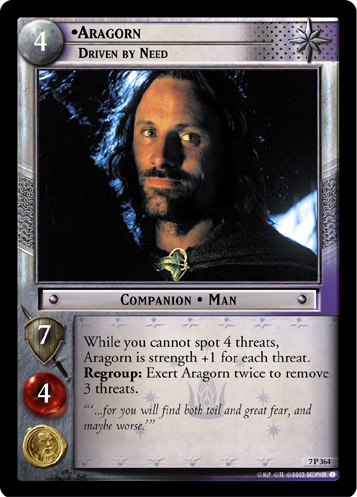 4
•Aragorn
Driven by Need
Companion • Man
7
4
While you cannot spot 4 threats,
Aragorn is strength +1 for each threat.
Regroup: Exert Aragorn twice to remove
3 threats.
“‘...for you will find both toil and great fear, and
maybe worse.’”
7 P 364